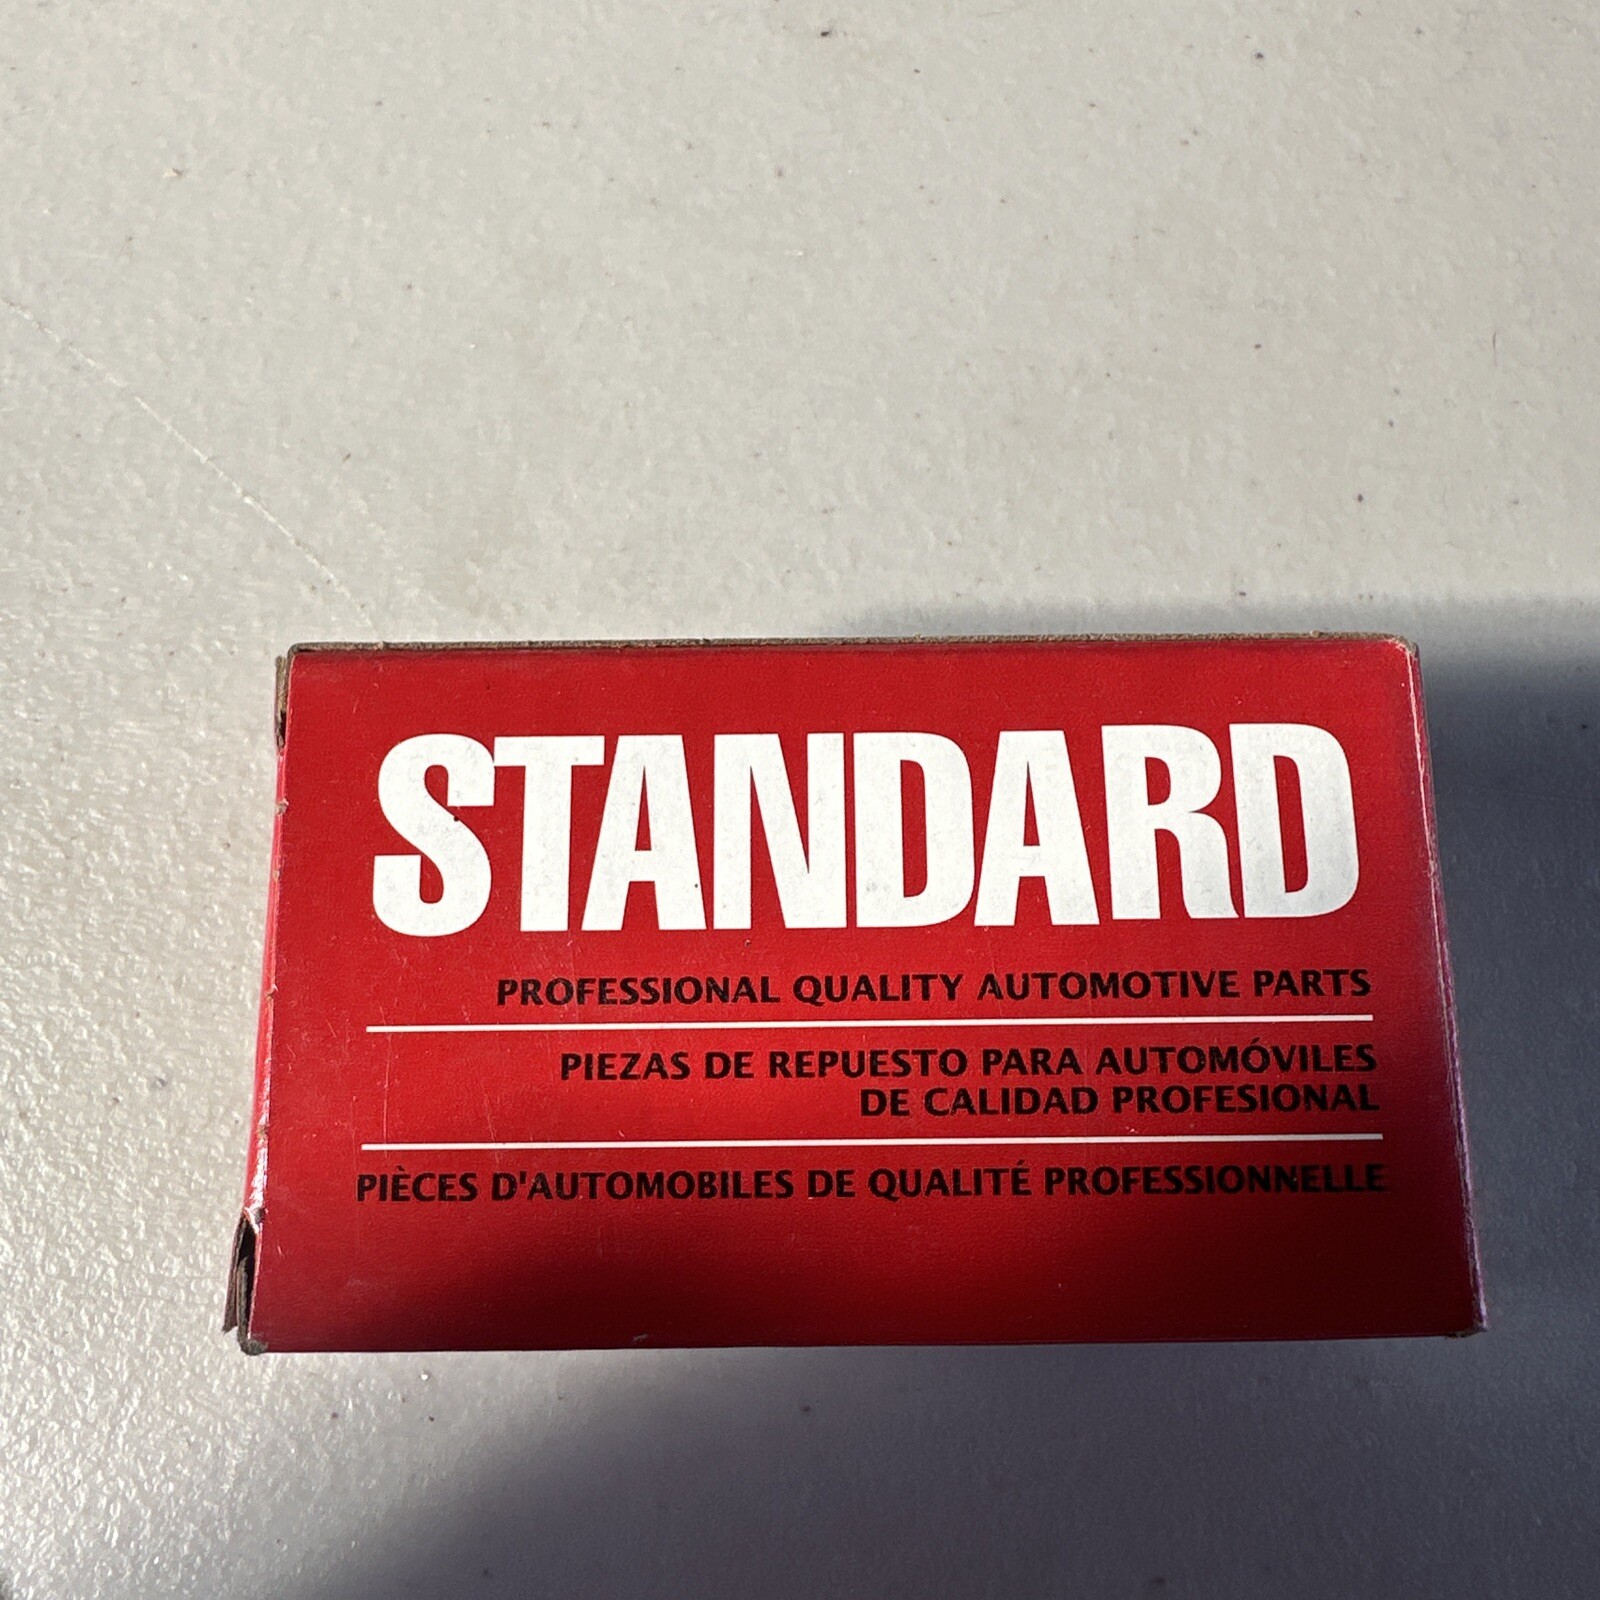 STANDARD
PROFESSIONAL QUALITY AUTOMOTIVE PARTS
PIEZAS DE REPUESTO PARA AUTOMÓVILES
DE CALIDAD PROFESIONAL
PIÈCES D'AUTOMOBILES DE QUALITÉ PROFESSIONNELLE